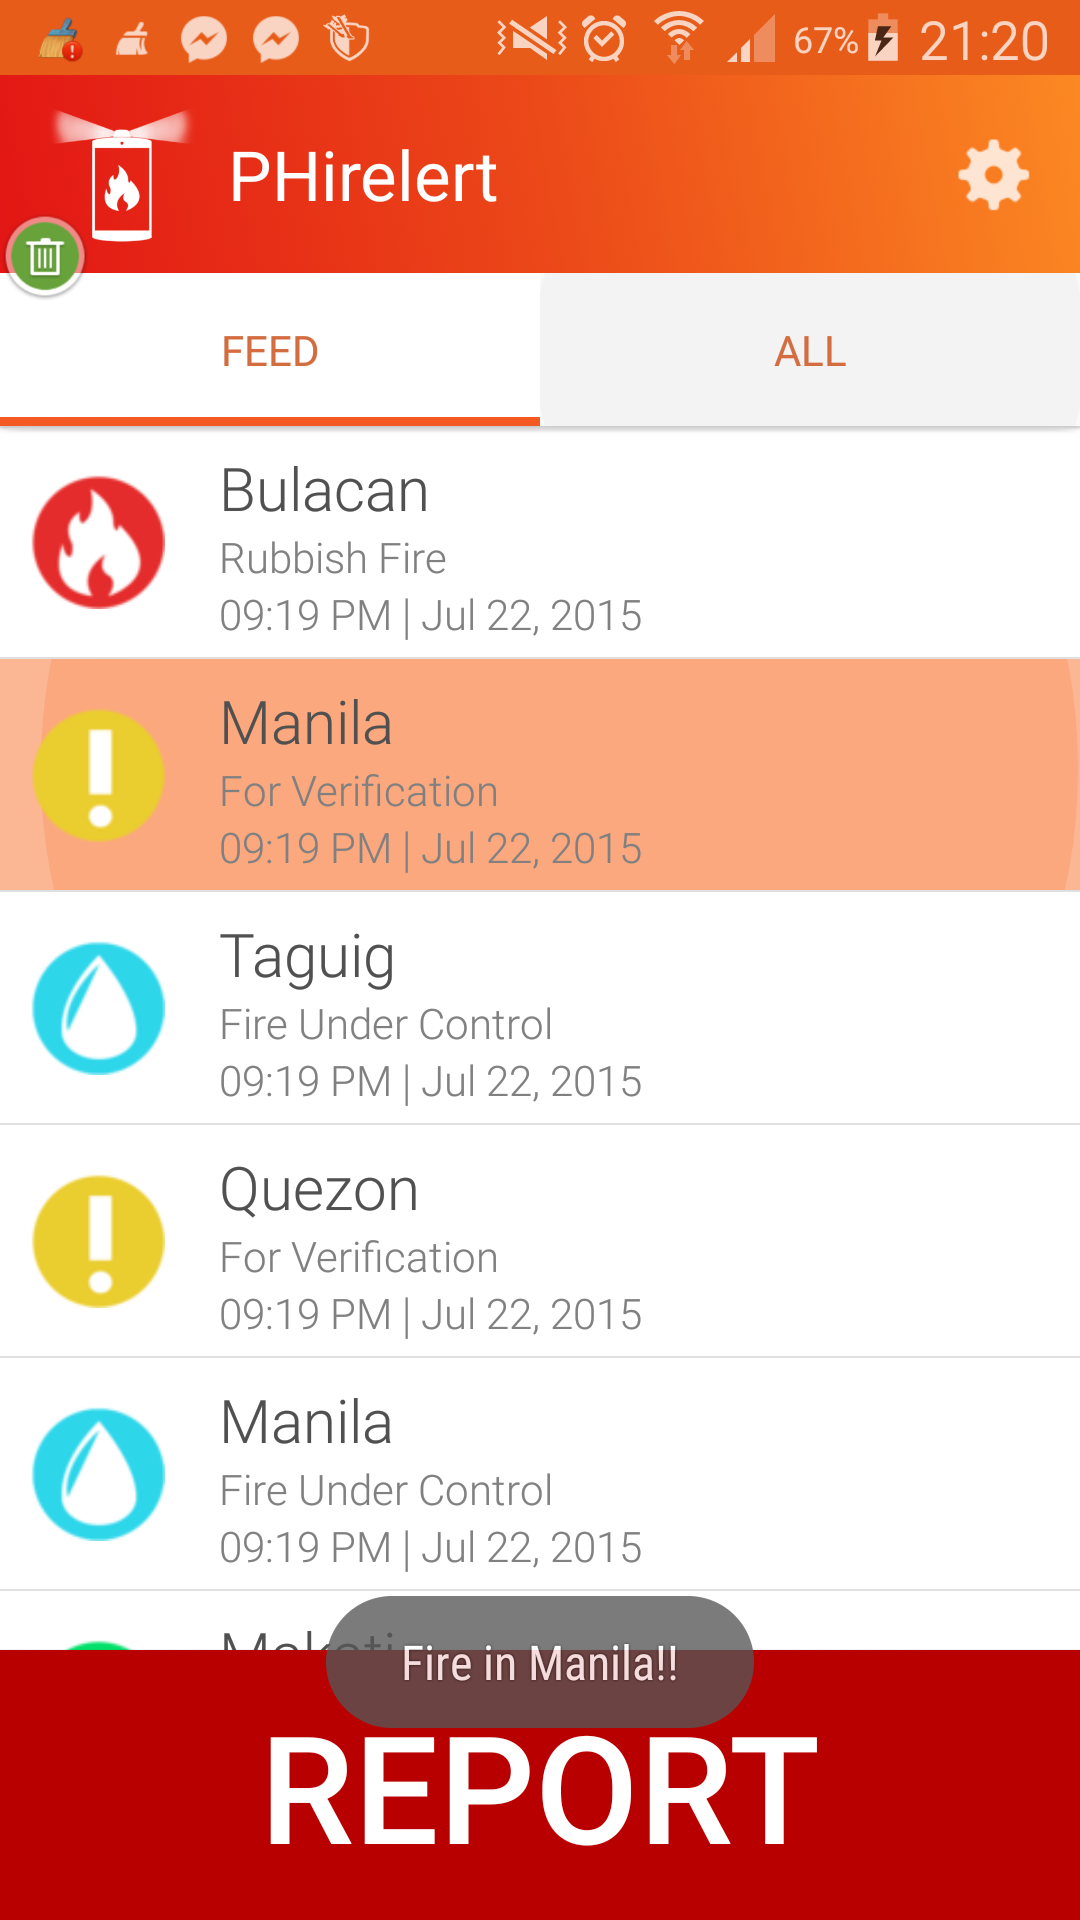 67% 21:20
PHirelert
FEED ALL
Bulacan
Rubbish Fire
09:19 PM | Jul 22, 2015
Manila
For Verification
09:19 PM | Jul 22, 2015
Taguig
Fire Under Control
09:19 PM | Jul 22, 2015
Quezon
For Verification
09:19 PM | Jul 22, 2015
Manila
Fire Under Control
09:19 PM | Jul 22, 2015
Makati
Fire in Manila!!
REPORT